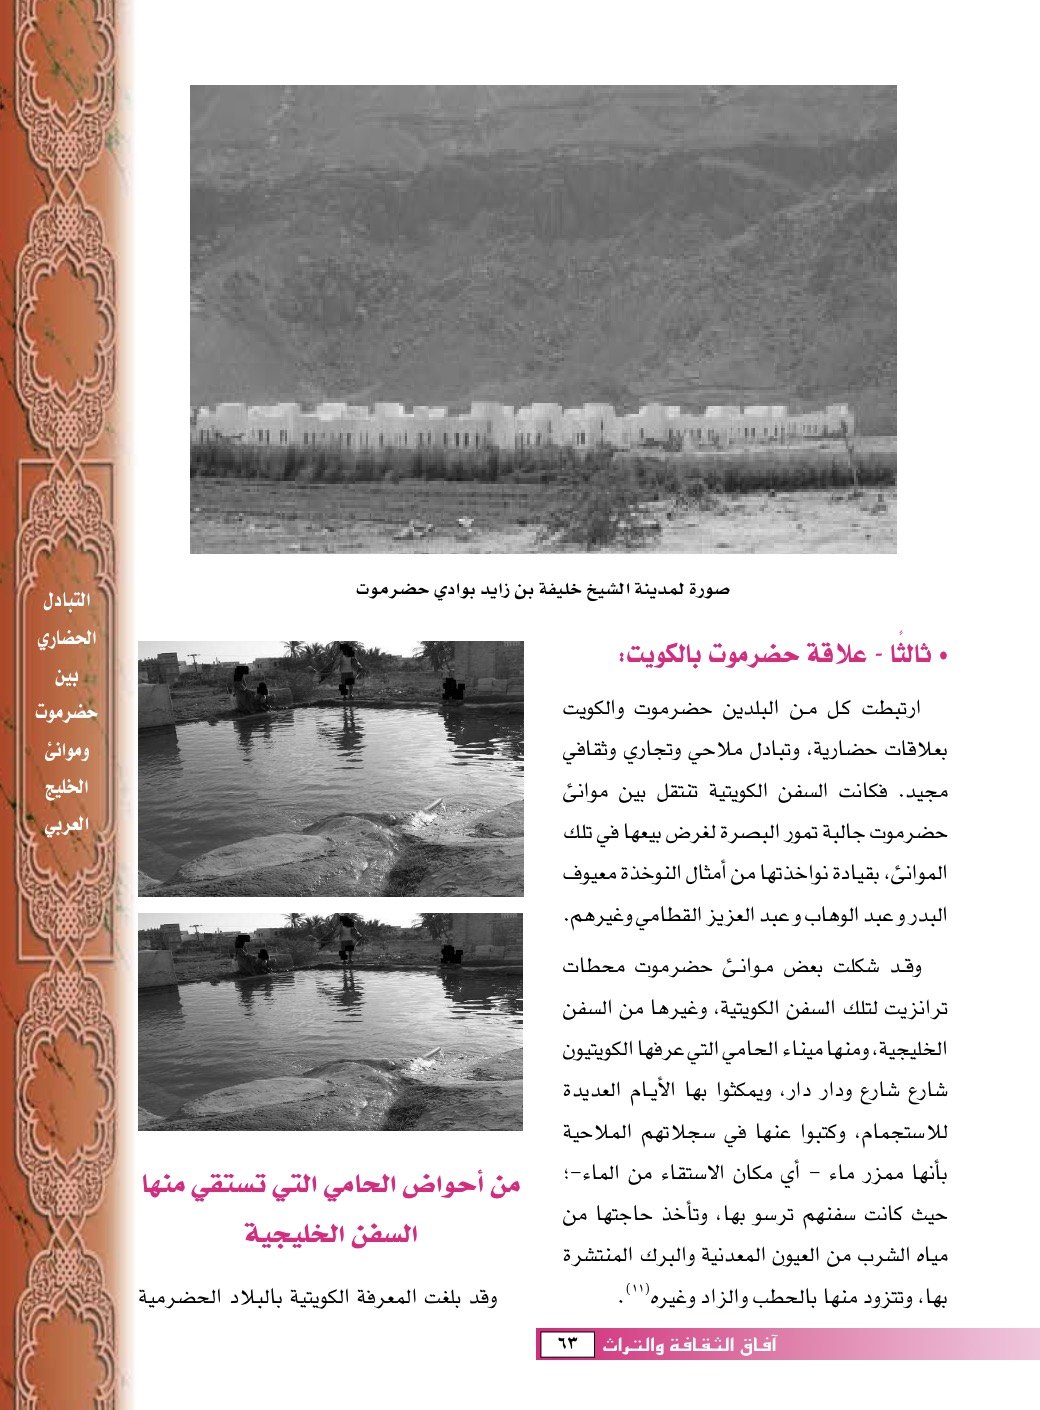 صورة لمدينة الشيخ خليفة بن زايد بوادي حضرموت
• ثالثًا - علاقة حضرموت بالكويت:
ارتبطت كل من البلدين حضرموت والكويت
بعلاقات حضارية، وتبادل ملاحي وتجاري وثقافي
مجيد. فكانت السفن الكويتية تنتقل بين موانئ
حضرموت جالبة تمور البصرة لغرض بيعها في تلك
الموانئ، بقيادة نواخذتها من أمثال النوخذة معيوف
البدر وعبد الوهاب وعبد العزيز القطامي وغيرهم.
وقد شكلت بعض موانئ حضرموت محطات
ترانزيت لتلك السفن الكويتية، وغيرها من السفن
الخليجية، ومنها ميناء الحامي التي عرفها الكويتيون
شارع شارع ودار دار، ويمكثوا بها الأيام العديدة
للاستجمام، وكتبوا عنها في سجلاتهم الملاحية
بأنها ممزر ماء - أي مكان الاستقاء من الماء-؛
حيث كانت سفنهم ترسو بها، وتأخذ حاجتها من
مياه الشرب من العيون المعدنية والبرك المنتشرة
بها، وتتزود منها بالحطب والزاد وغيره(١١).
من أحواض الحامي التي تستقي منها
السفن الخليجية
وقد بلغت المعرفة الكويتية بالبلاد الحضرمية
التبادل
الحضاري
بين
حضرموت
وموانئ
الخليج
العربي
آفاق الثقافة والتراث ٦٣